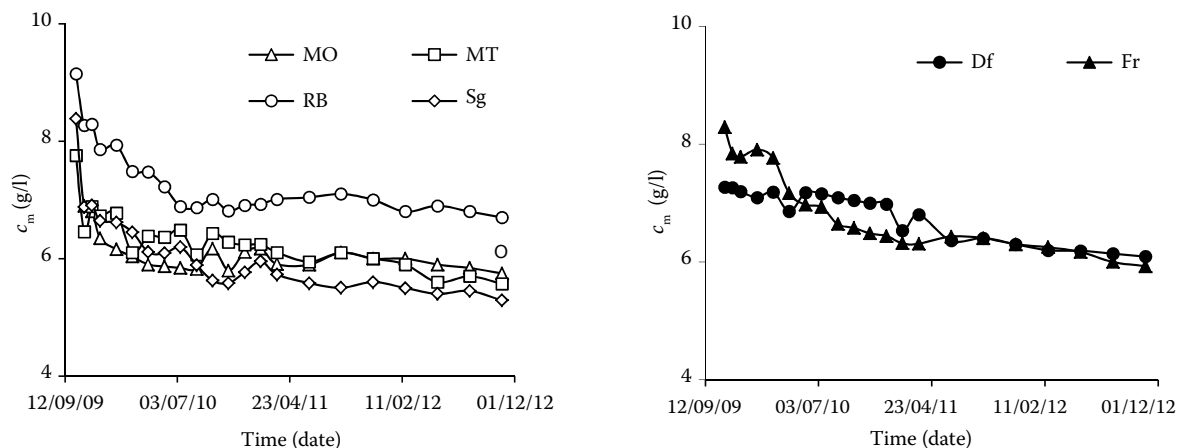 10
8
6
4
c_m (g/l)
MO
MT
RB
Sg
12/09/09 03/07/10 23/04/11 11/02/12 01/12/12
Time (date)
10
8
6
4
c_m (g/l)
Df
Fr
12/09/09 03/07/10 23/04/11 11/02/12 01/12/12
Time (date)